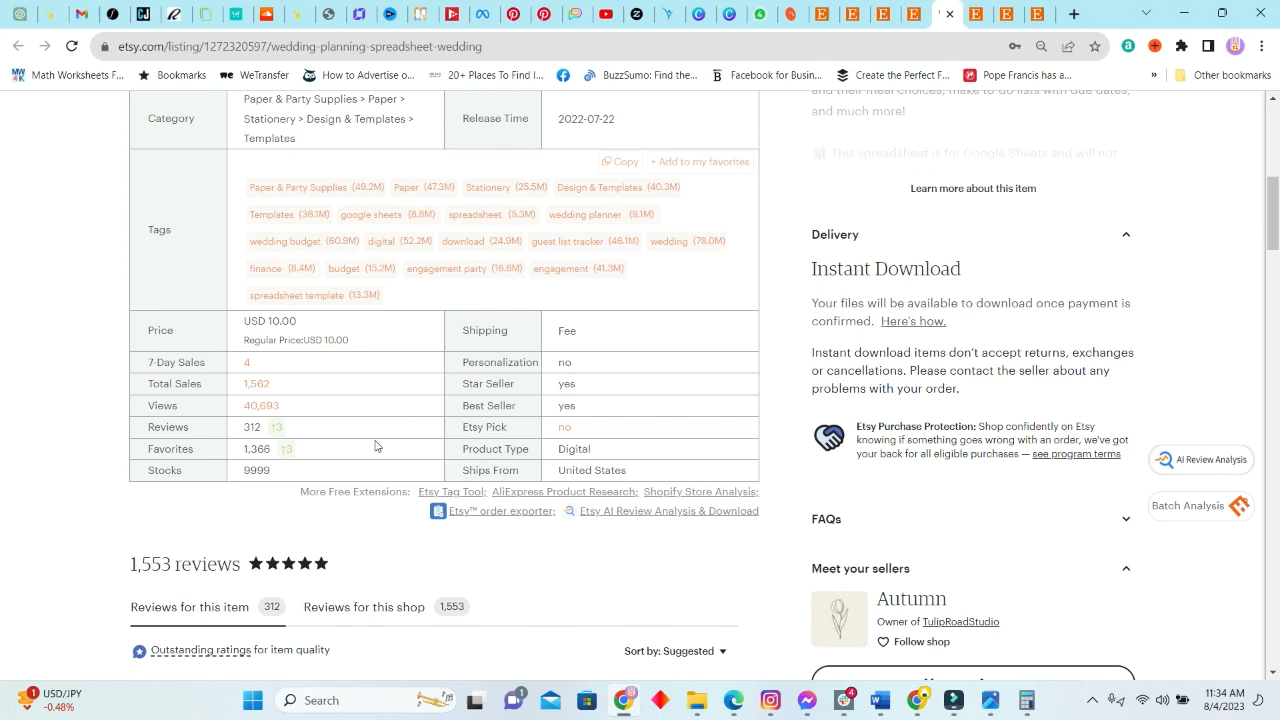 etsy.com/listing/1272320597/wedding-planning-spreadsheet-wedding
Math Worksheets F...
Bookmarks
WeTransfer
How to Advertise o...
20+ Places To Find I...
BuzzSumo: Find the...
Facebook for Busin...
Create the Perfect F...
Pope Francis has a...
»
Other bookmarks
Category
Paper & Party Supplies > Paper >
Stationery > Design & Templates >
Templates
Release Time
2022-07-22
Copy
+ Add to my favorites
Tags
Paper & Party Supplies (49.2M) Paper (47.3M) Stationery (25.5M) Design & Templates (40.3M)
Templates (36.1M) google sheets (8.8M) spreadsheet (5.3M) wedding planner (9.1M)
wedding budget (60.9M) digital (52.2M) download (24.9M) guest list tracker (46.1M) wedding (78.0M)
finance (8.4M) budget (15.2M) engagement party (16.8M) engagement (41.3M)
spreadsheet template (13.3M)
Price
USD 10.00
Regular Price:USD 10.00
Shipping
Fee
7-Day Sales 4 Personalization no
Total Sales 1,562 Star Seller yes
Views 40,693 Best Seller yes
Reviews 312 ↑3 Etsy Pick no
Favorites 1,366 ↑3 Product Type Digital
Stocks 9999 Ships From United States
More Free Extensions: Etsy Tag Tool; AliExpress Product Research; Shopify Store Analysis;
Etsy™ order exporter; Etsy AI Review Analysis & Download
1,553 reviews
Reviews for this item 312 Reviews for this shop 1,553
Outstanding ratings for item quality
Sort by: Suggested
and their meal choices, make to do lists with due dates,
and much more!
This spreadsheet is for Google Sheets and will not
Learn more about this item
Delivery
Instant Download
Your files will be available to download once payment is
confirmed. Here's how.
Instant download items don't accept returns, exchanges
or cancellations. Please contact the seller about any
problems with your order.
Etsy Purchase Protection: Shop confidently on Etsy
knowing if something goes wrong with an order, we've got
your back for all eligible purchases — see program terms
FAQs
Meet your sellers
Autumn
Owner of TulipRoadStudio
Follow shop
AI Review Analysis
Batch Analysis
1
USD/JPY
-0.48%
Search
1
4
11:34 AM
8/4/2023